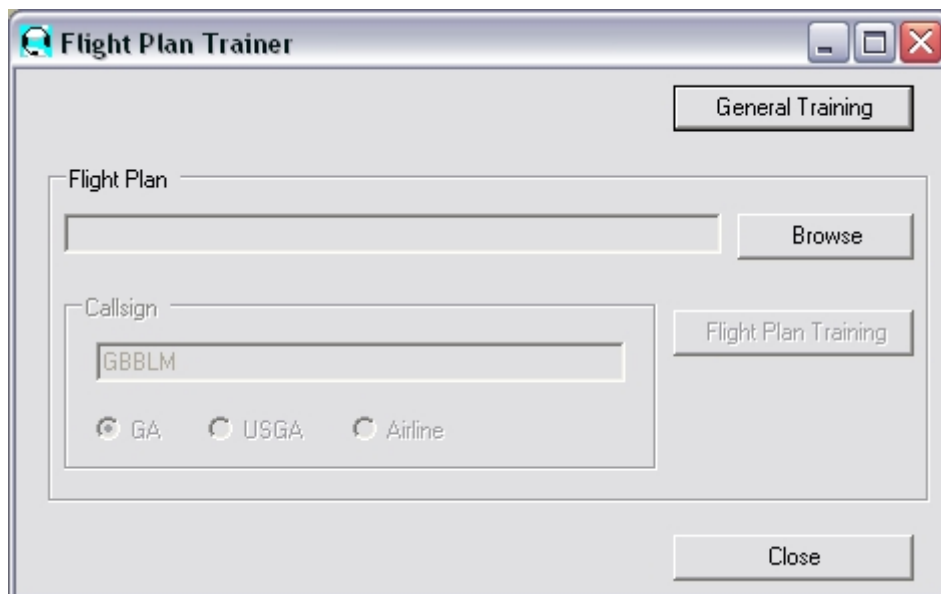 Flight Plan Trainer
General Training
Flight Plan
Browse
Callsign
GBBLM
Flight Plan Training
GA USGA Airline
Close